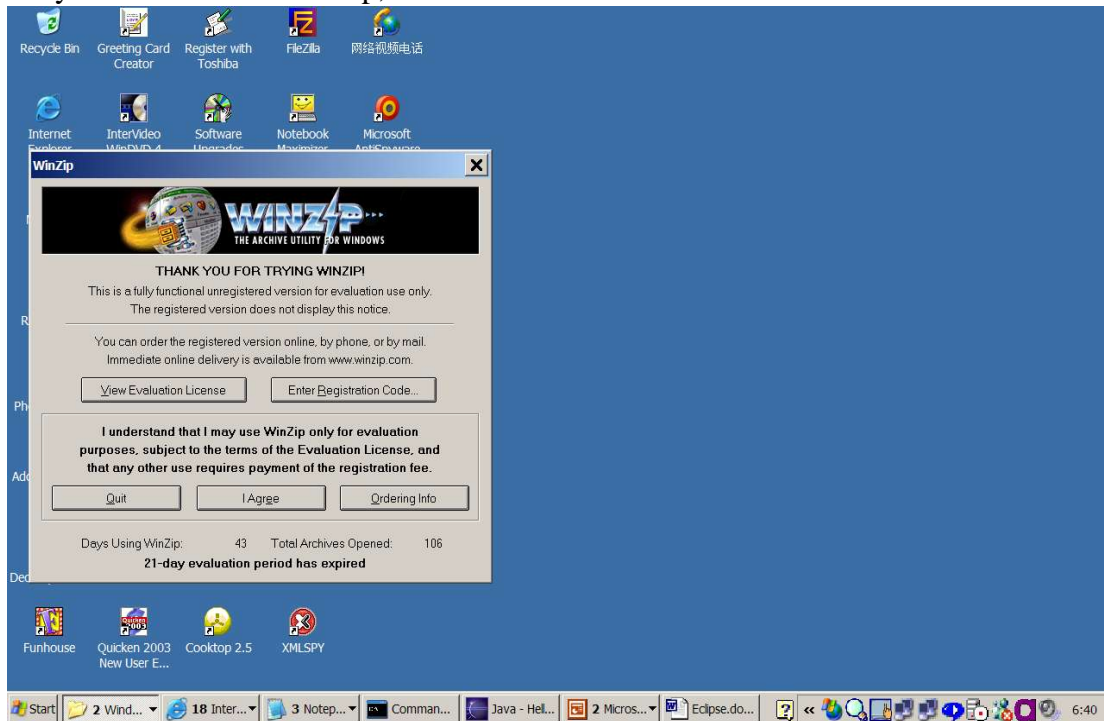 Recycle Bin
Greeting Card
Creator
Register with
Toshiba
FileZilla
网络视频电话
Internet
Explorer
InterVideo
WinDVD 4
Software
Upgrades
Notebook
Maximizer
Microsoft
AntiSpyware
WinZip
WINZIP
THE ARCHIVE UTILITY FOR WINDOWS
THANK YOU FOR TRYING WINZIP!
This is a fully functional unregistered version for evaluation use only.
The registered version does not display this notice.
You can order the registered version online, by phone, or by mail.
Immediate online delivery is available from www.winzip.com.
View Evaluation License
Enter Registration Code...
I understand that I may use WinZip only for evaluation
purposes, subject to the terms of the Evaluation License, and
that any other use requires payment of the registration fee.
Quit
I Agree
Ordering Info
Days Using WinZip: 43 Total Archives Opened: 106
21-day evaluation period has expired
Funhouse
Quicken 2003
New User E...
Cooktop 2.5
XMLSPY
Start
2 Wind...
18 Inter...
3 Notep...
Comman...
Java - Hell...
2 Micros...
Eclipse.do...
6:40